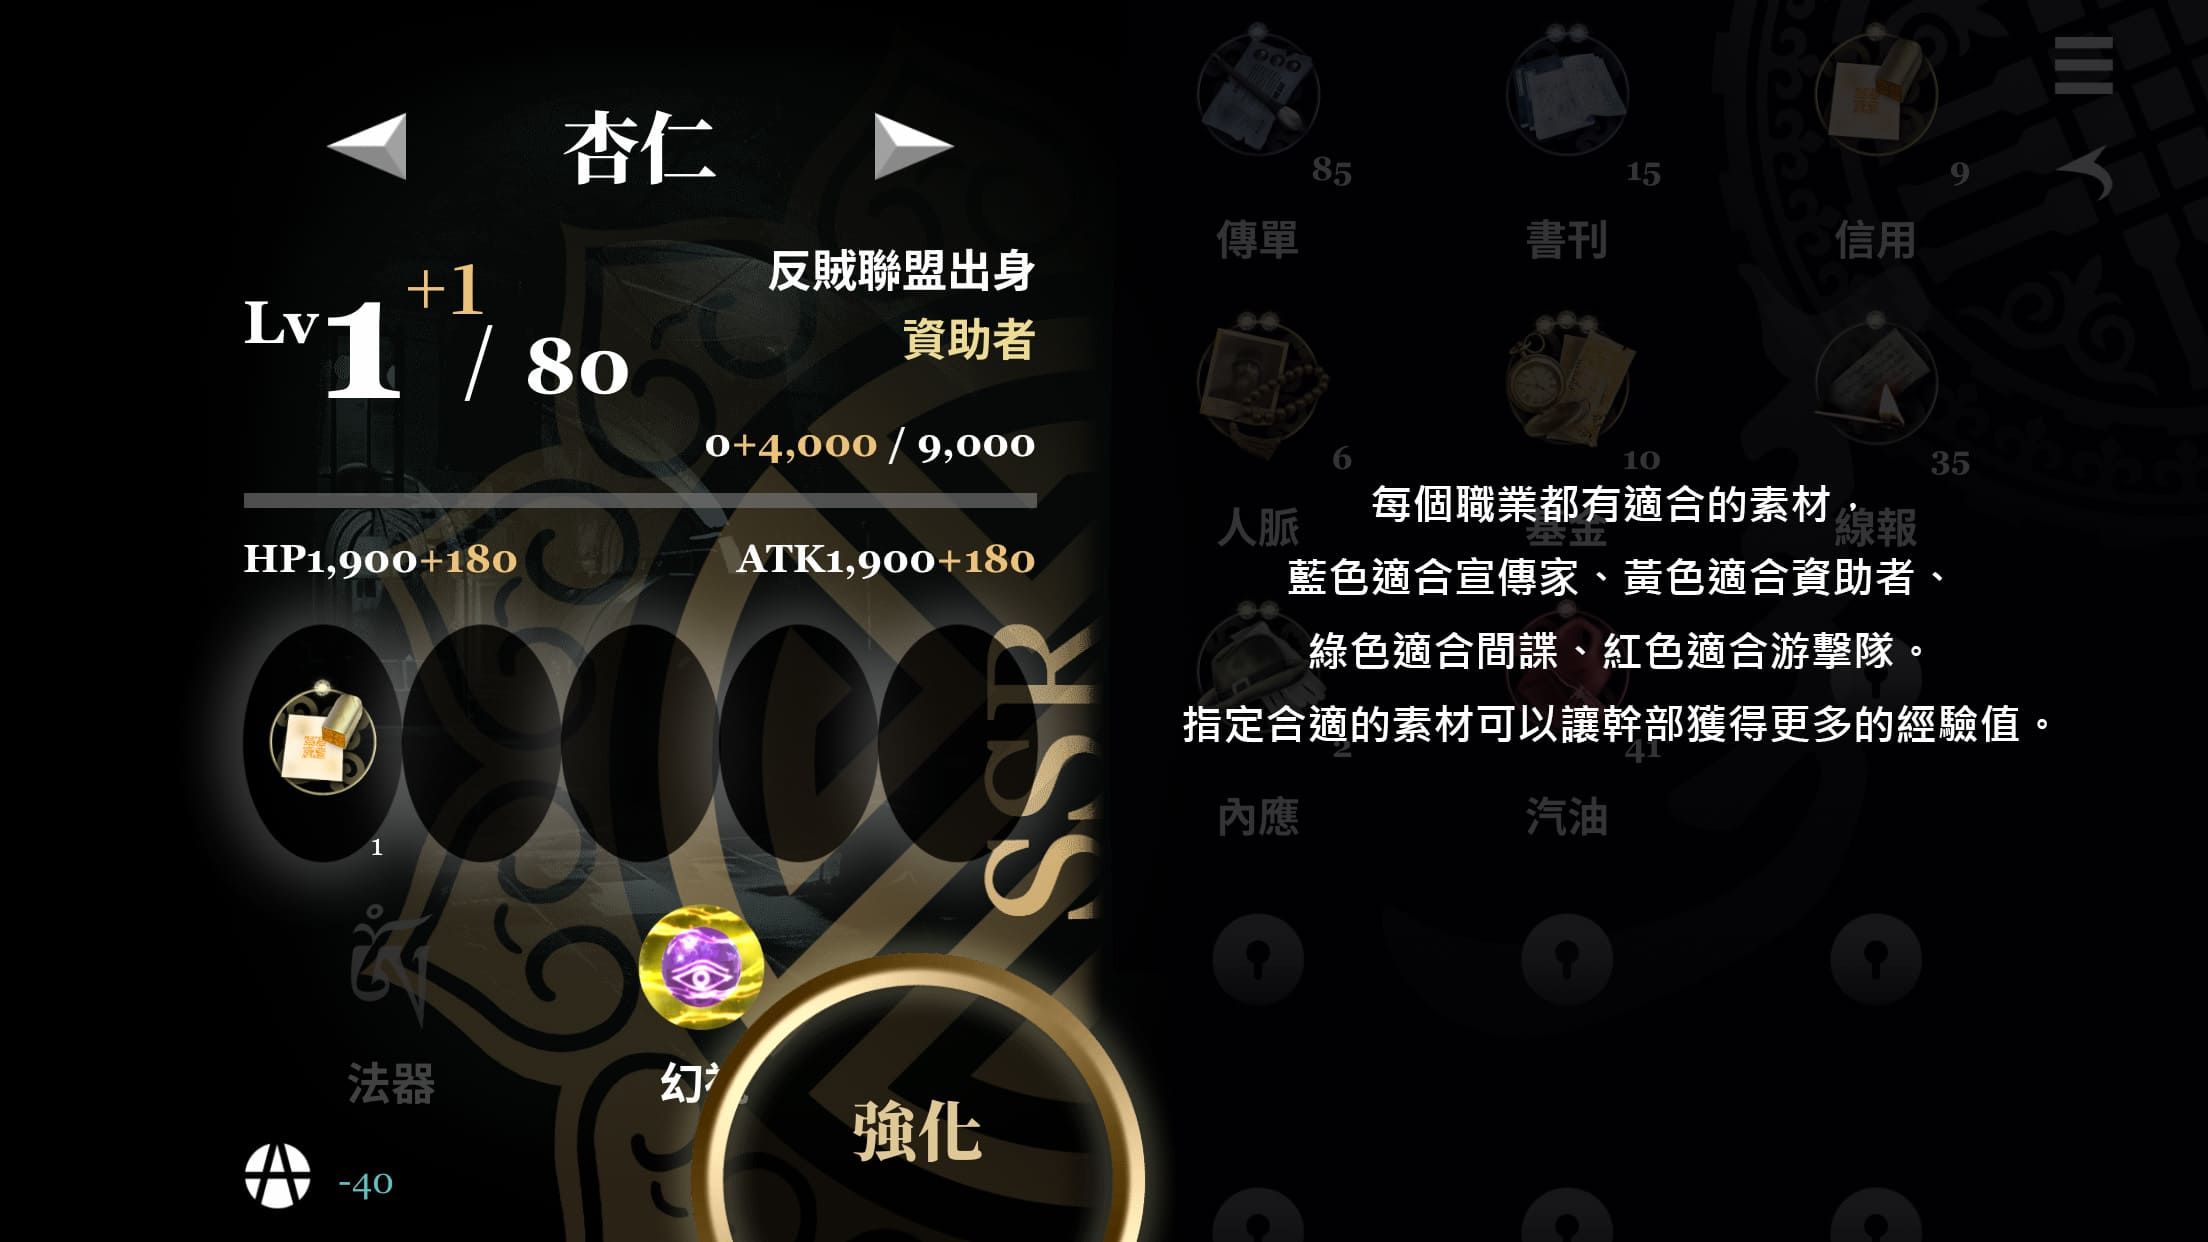 杏仁
反賊聯盟出身
資助者
Lv1+1 / 80
0+4,000 / 9,000
HP1,900+180
ATK1,900+180
1
SSR
法器
強化
-40
85
15
9
傳單
書刊
信用
6
10
35
人脈
基金
線報
每個職業都有適合的素材，
藍色適合宣傳家、黃色適合資助者、
綠色適合間諜、紅色適合游擊隊。
指定合適的素材可以讓幹部獲得更多的經驗值。
2
41
內應
汽油